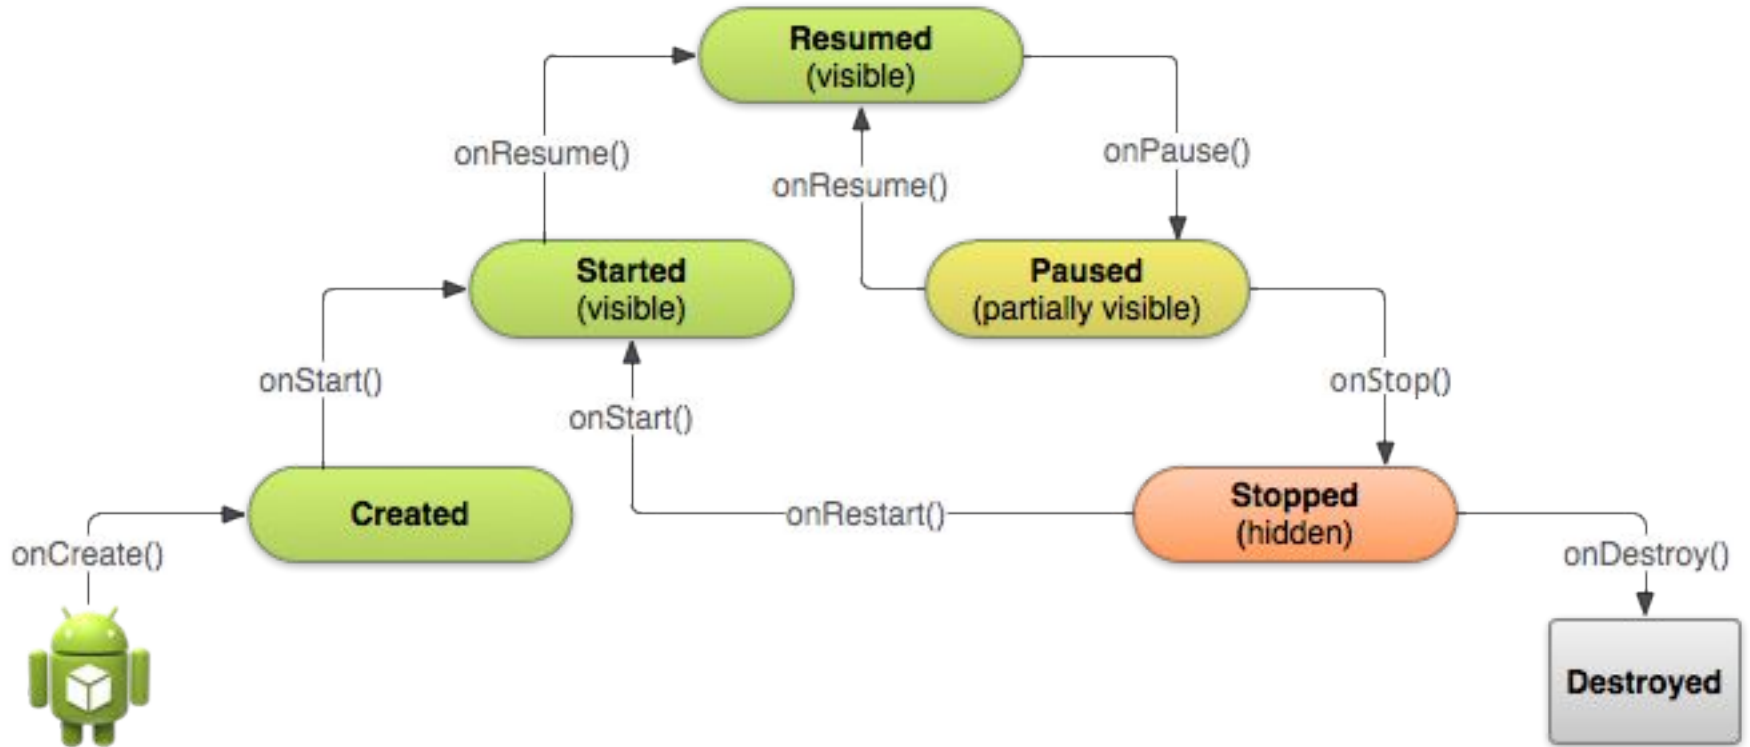 Resumed
(visible)
onResume()
onPause()
onResume()
Started
(visible)
Paused
(partially visible)
onStart()
onStart()
onStop()
Created
onRestart()
Stopped
(hidden)
onCreate()
onDestroy()
Destroyed